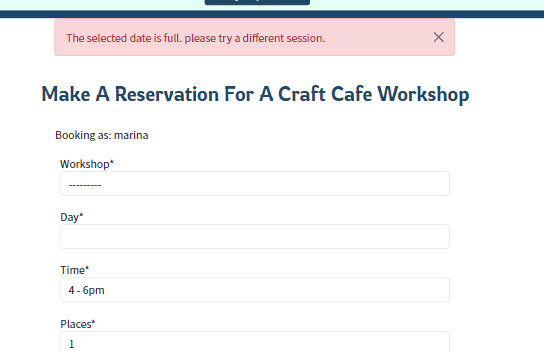 The selected date is full. please try a different session.
Make A Reservation For A Craft Cafe Workshop
Booking as: marina
Workshop*
---------
Day*
Time*
4 - 6pm
Places*
1